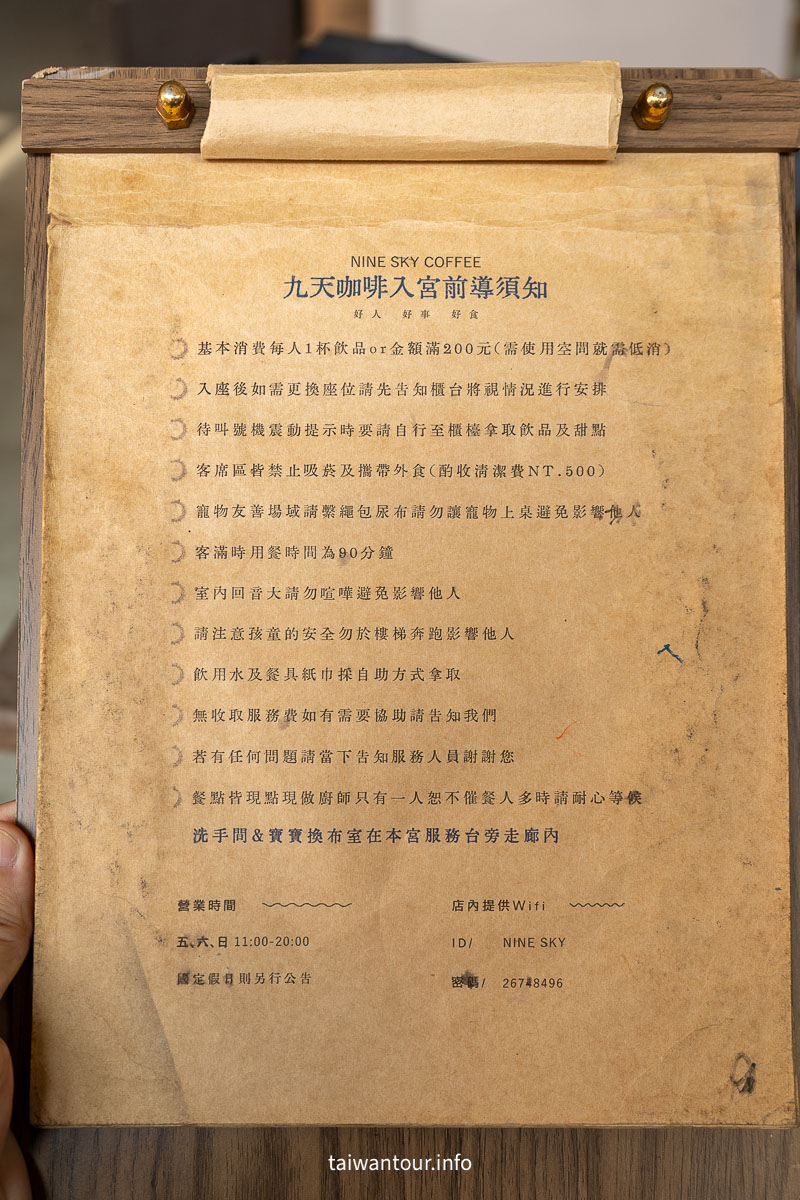 NINE SKY COFFEE
九天咖啡入宮前導須知
好人 好事 好食
基本消費每人1杯飲品or金額滿200元(需使用空間就需低消)
入座後如需更換座位請先告知櫃台將視情況進行安排
待叫號機震動提示時要請自行至櫃檯拿取飲品及甜點
客席區皆禁止吸菸及攜帶外食(酌收清潔費NT.500)
寵物友善場域請繫繩包尿布請勿讓寵物上桌避免影響他人
客滿時用餐時間為90分鐘
室內回音大請勿喧嘩避免影響他人
請注意孩童的安全勿於樓梯奔跑影響他人
飲用水及餐具紙巾採自助方式拿取
無收取服務費如有需要協助請告知我們
若有任何問題請當下告知服務人員謝謝您
餐點皆現點現做廚師只有一人恕不催餐人多時請耐心等候
洗手間&寶寶換布室在本宮服務台旁走廊內
營業時間
五、六、日 11:00-20:00
國定假日則另行公告
店內提供Wifi
ID/ NINE SKY
密碼/ 26748496
taiwantour.info